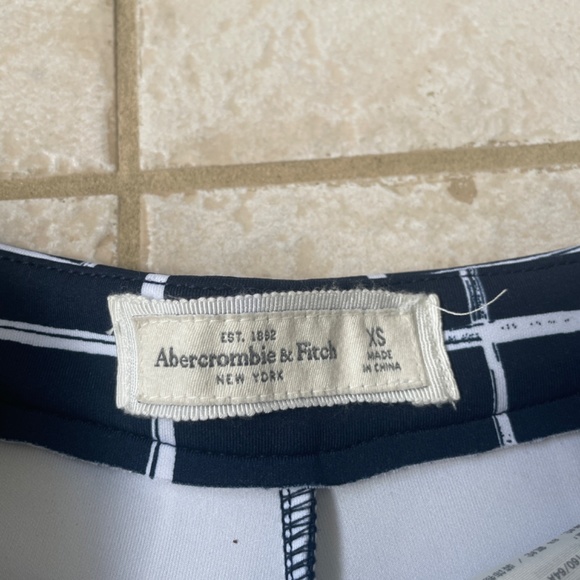 EST. 1892
Abercrombie & Fitch
NEW YORK
XS
MADE
IN CHINA